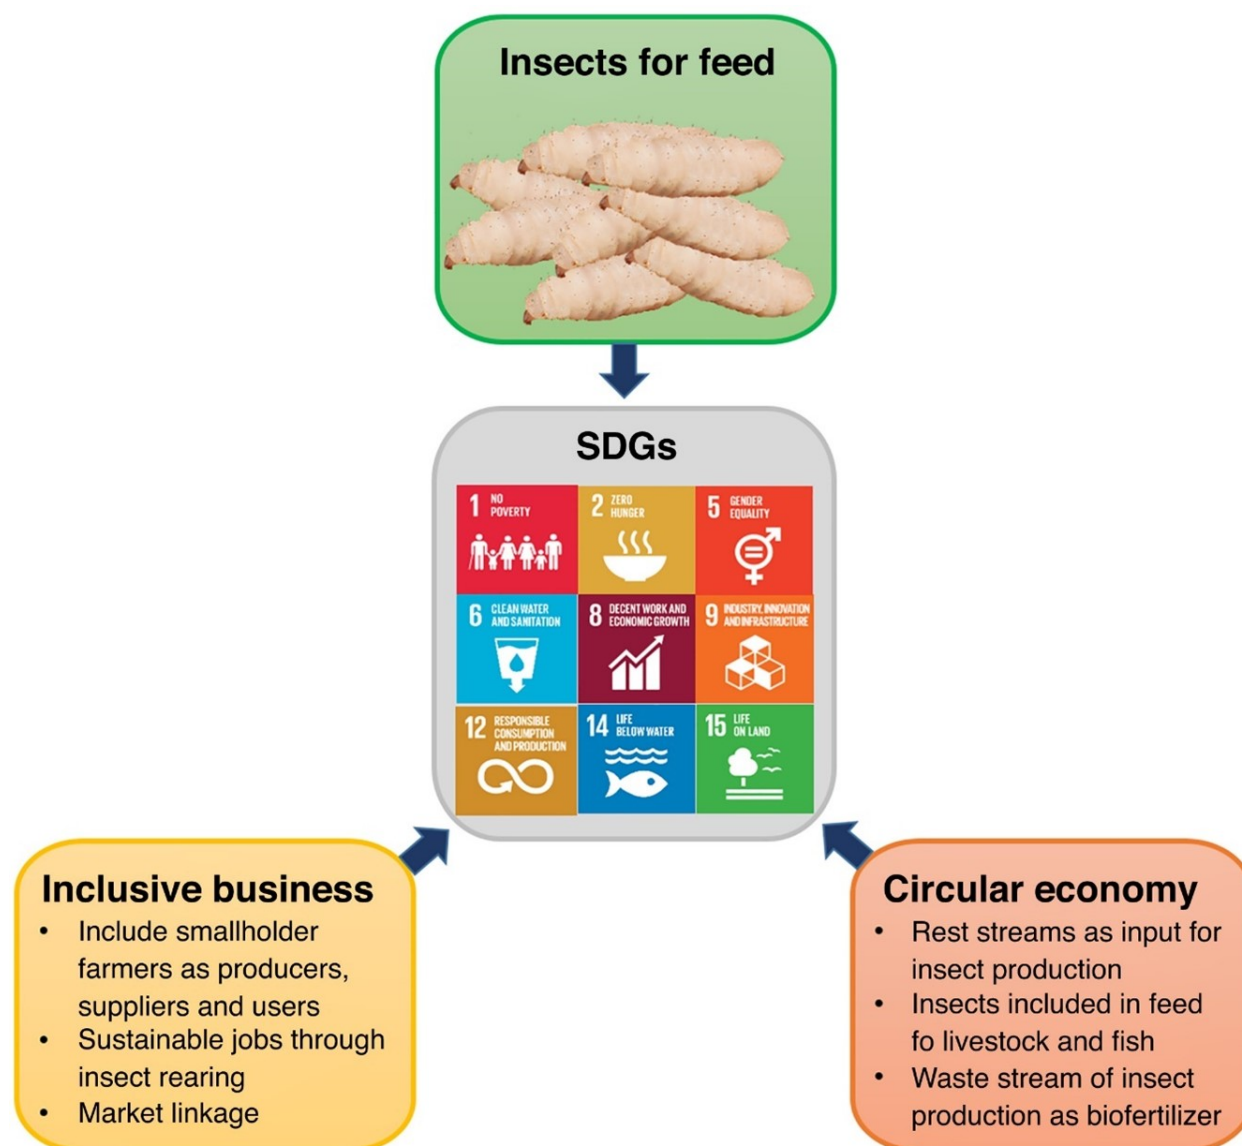 Insects for feed
SDGs
1 NO
POVERTY
2 ZERO
HUNGER
5 GENDER
EQUALITY
6 CLEAN WATER
AND SANITATION
8 DECENT WORK AND
ECONOMIC GROWTH
9 INDUSTRY, INNOVATION
AND INFRASTRUCTURE
12 RESPONSIBLE
CONSUMPTION
AND PRODUCTION
14 LIFE
BELOW WATER
15 LIFE
ON LAND
Inclusive business
• Include smallholder
farmers as producers,
suppliers and users
• Sustainable jobs through
insect rearing
• Market linkage
Circular economy
• Rest streams as input for
insect production
• Insects included in feed
fo livestock and fish
• Waste stream of insect
production as biofertilizer